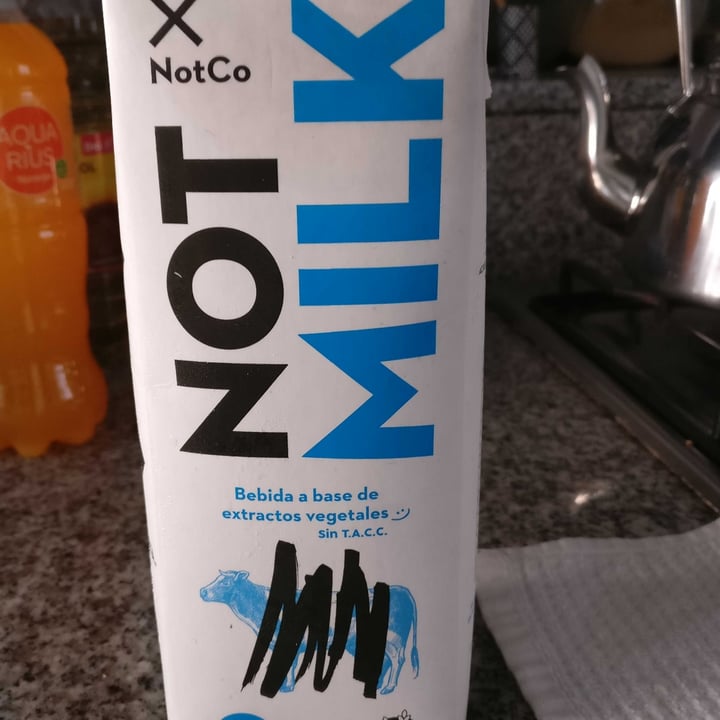 NotCo
NOT
MILK
Bebida a base de
extractos vegetales
Sin T.A.C.C.
AQUA
RIUS